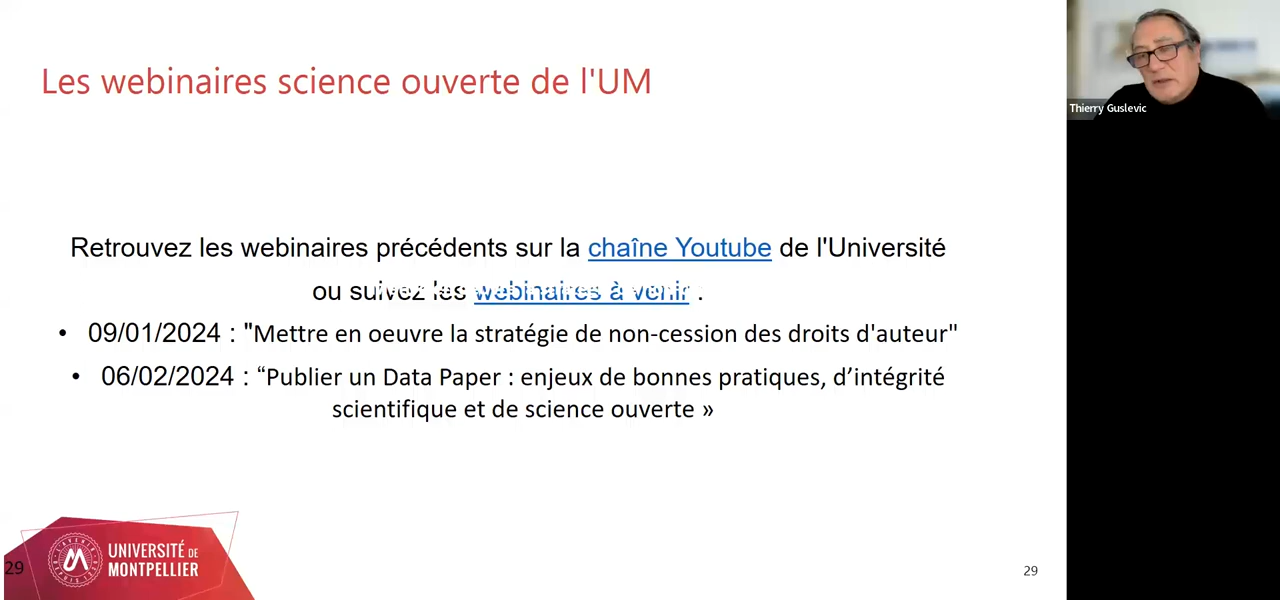 Les webinaires science ouverte de l'UM
Thierry Guslevic
Retrouvez les webinaires précédents sur la chaîne Youtube de l'Université
ou suivez les webinaires à venir :
• 09/01/2024 : "Mettre en oeuvre la stratégie de non-cession des droits d'auteur"
• 06/02/2024 : “Publier un Data Paper : enjeux de bonnes pratiques, d’intégrité
scientifique et de science ouverte »
UNIVERSITÉ DE
MONTPELLIER
29
29